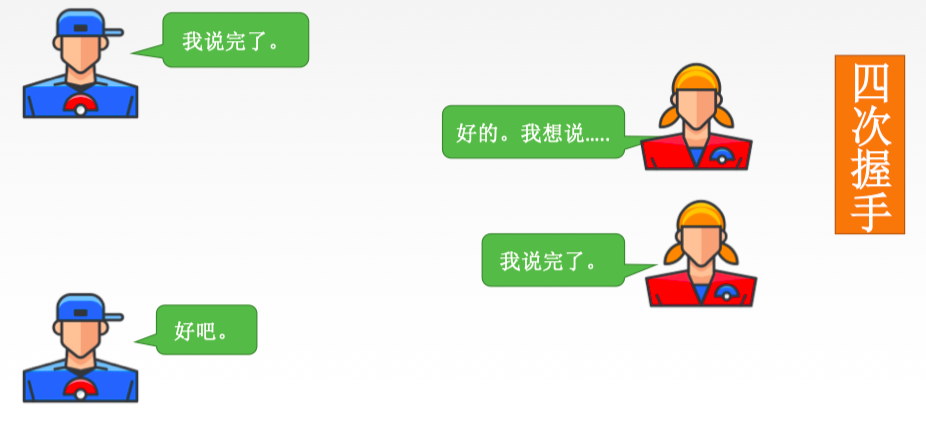 我说完了。
好的。我想说.....
我说完了。
好吧。
四次握手